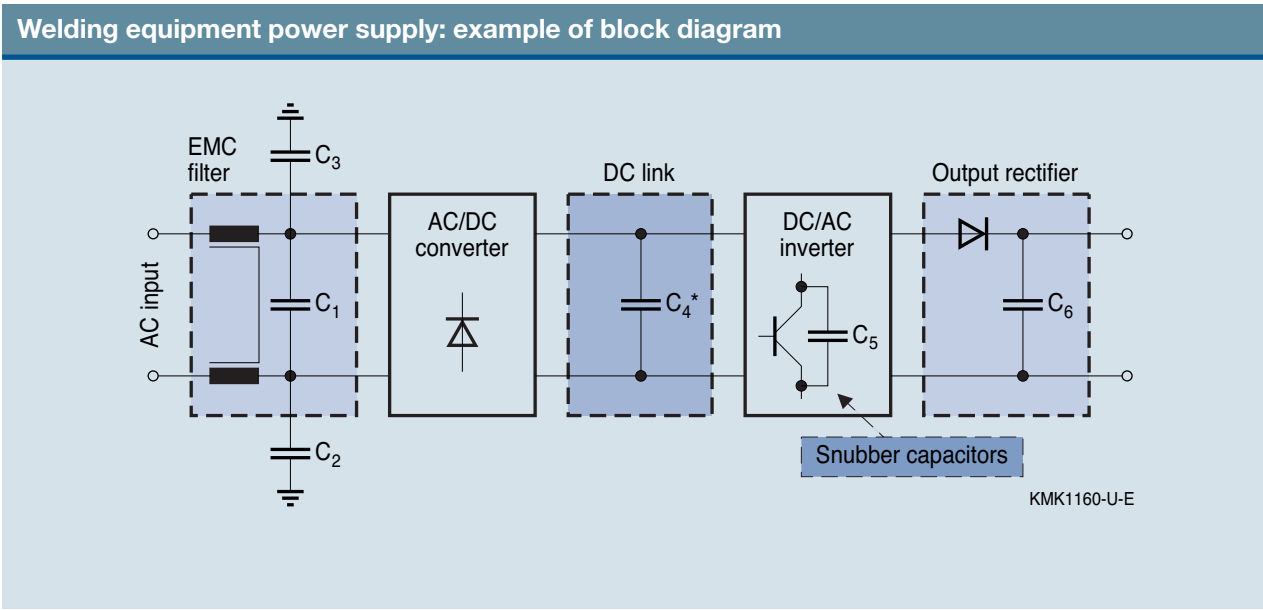 Welding equipment power supply: example of block diagram
EMC
filter
C3
DC link
Output rectifier
AC/DC
converter
DC/AC
inverter
AC input
C1
C4*
C5
C6
C2
Snubber capacitors
KMK1160-U-E